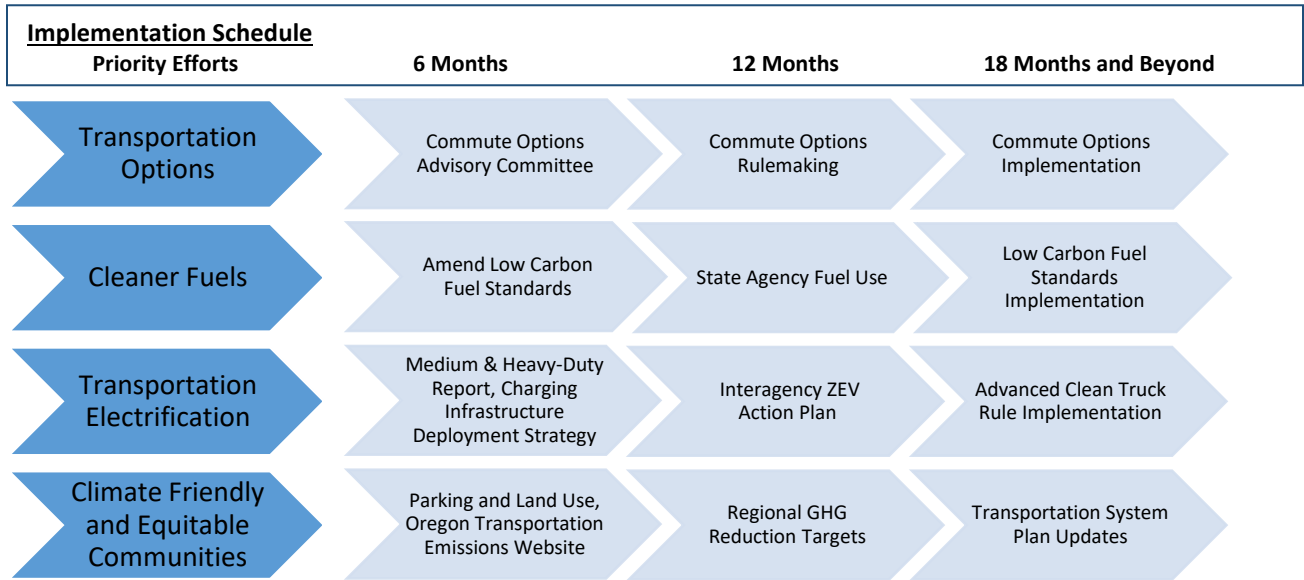 Implementation Schedule
Priority Efforts 6 Months 12 Months 18 Months and Beyond
Transportation
Options
Commute Options
Advisory Committee
Commute Options
Rulemaking
Commute Options
Implementation
Cleaner Fuels
Amend Low Carbon
Fuel Standards
State Agency Fuel Use
Low Carbon Fuel
Standards
Implementation
Transportation
Electrification
Medium & Heavy-Duty
Report, Charging
Infrastructure
Deployment Strategy
Interagency ZEV
Action Plan
Advanced Clean Truck
Rule Implementation
Climate Friendly
and Equitable
Communities
Parking and Land Use,
Oregon Transportation
Emissions Website
Regional GHG
Reduction Targets
Transportation System
Plan Updates